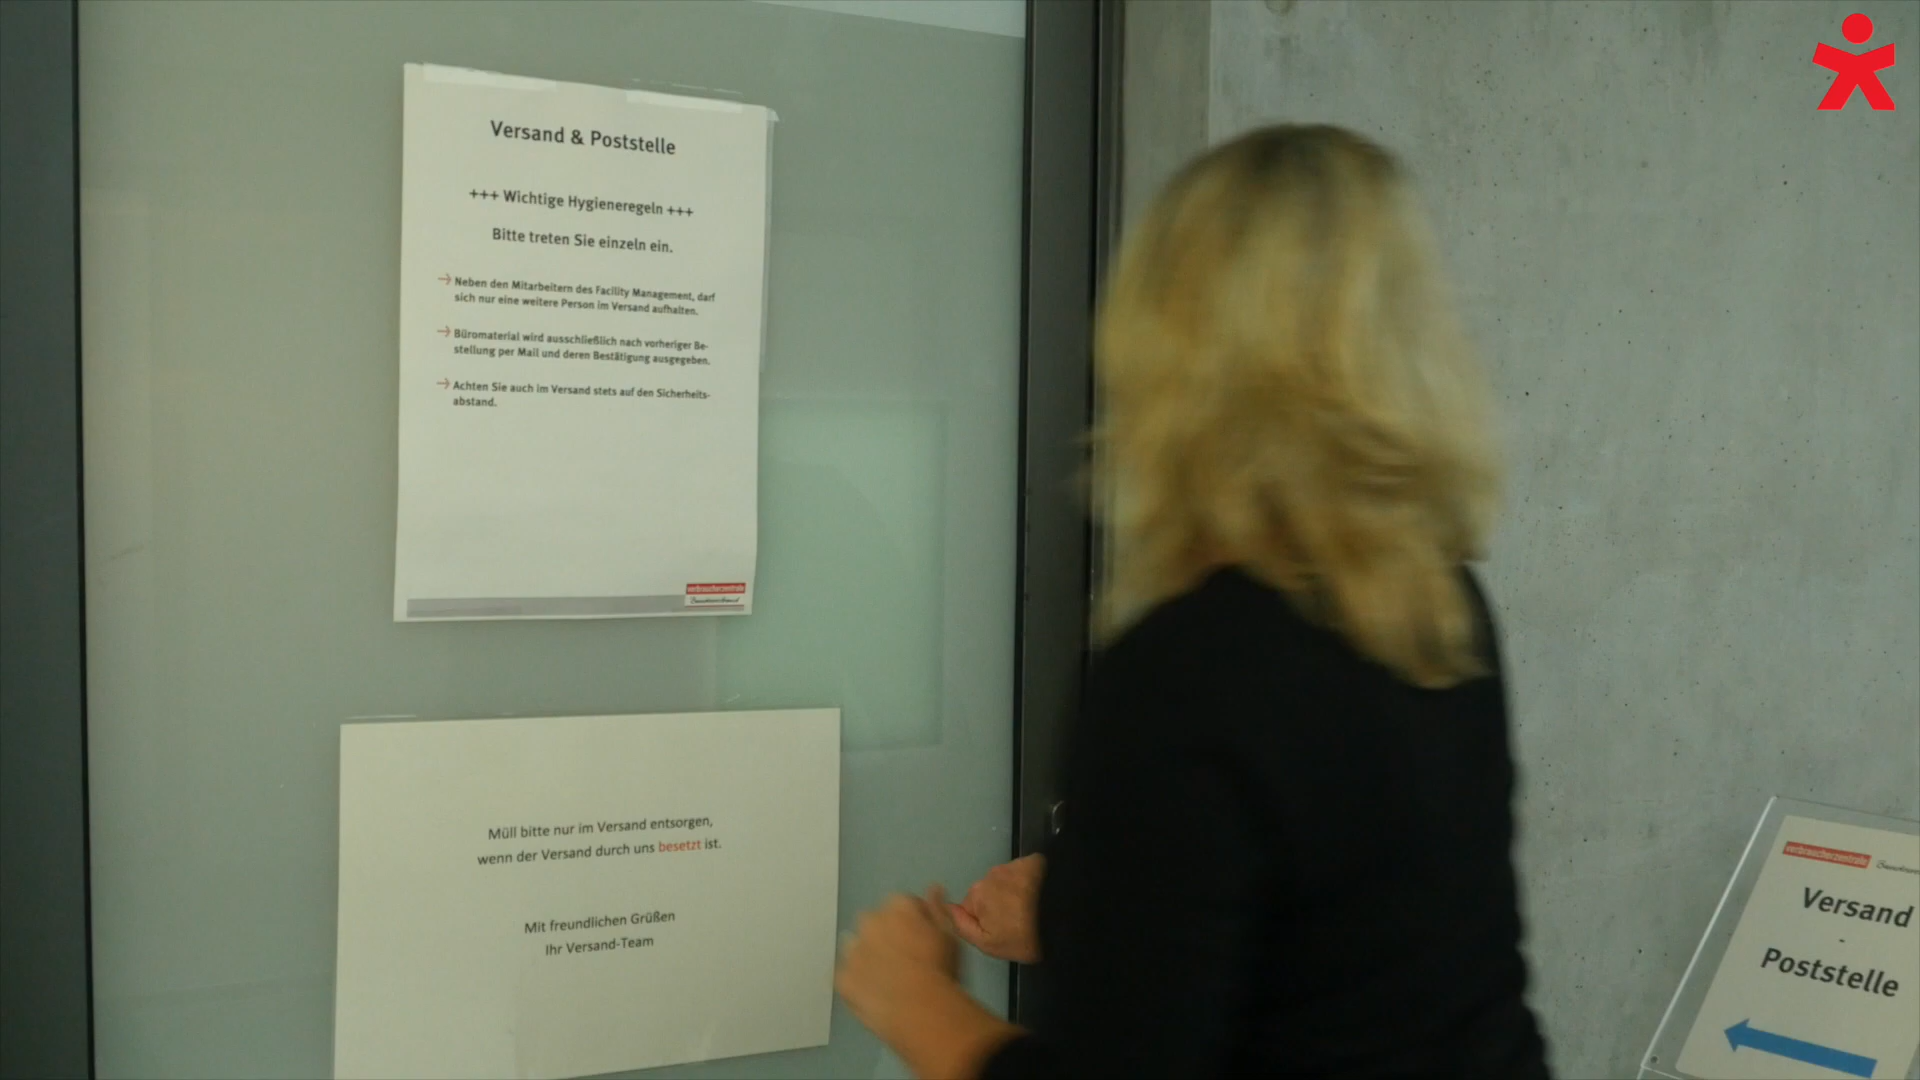 Versand & Poststelle
+++ Wichtige Hygieneregeln +++
Bitte treten Sie einzeln ein.
→ Neben den Mitarbeitern des Facility Management, darf
sich nur eine weitere Person im Versand aufhalten.
→ Büromaterial wird ausschließlich nach vorheriger Be-
stellung per Mail und deren Bestätigung ausgegeben.
→ Achten Sie auch im Versand stets auf den Sicherheits-
abstand.
verbraucherzentrale
Bundesverband
Müll bitte nur im Versand entsorgen,
wenn der Versand durch uns besetzt ist.
Mit freundlichen Grüßen
Ihr Versand-Team
verbraucherzentrale
Versand
-
Poststelle